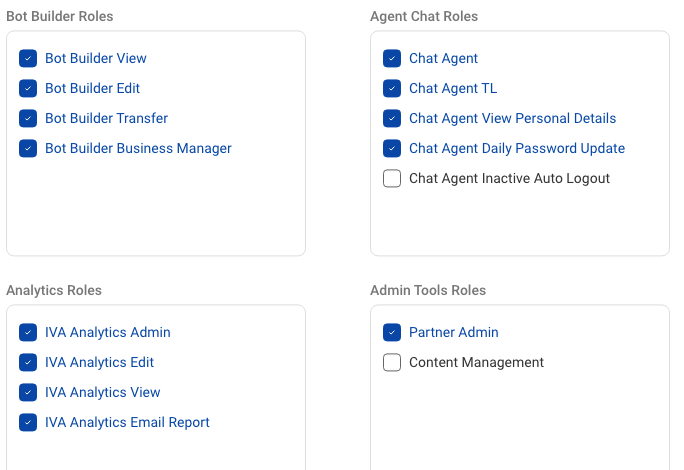 Bot Builder Roles
Bot Builder View
Bot Builder Edit
Bot Builder Transfer
Bot Builder Business Manager
Agent Chat Roles
Chat Agent
Chat Agent TL
Chat Agent View Personal Details
Chat Agent Daily Password Update
Chat Agent Inactive Auto Logout
Analytics Roles
IVA Analytics Admin
IVA Analytics Edit
IVA Analytics View
IVA Analytics Email Report
Admin Tools Roles
Partner Admin
Content Management